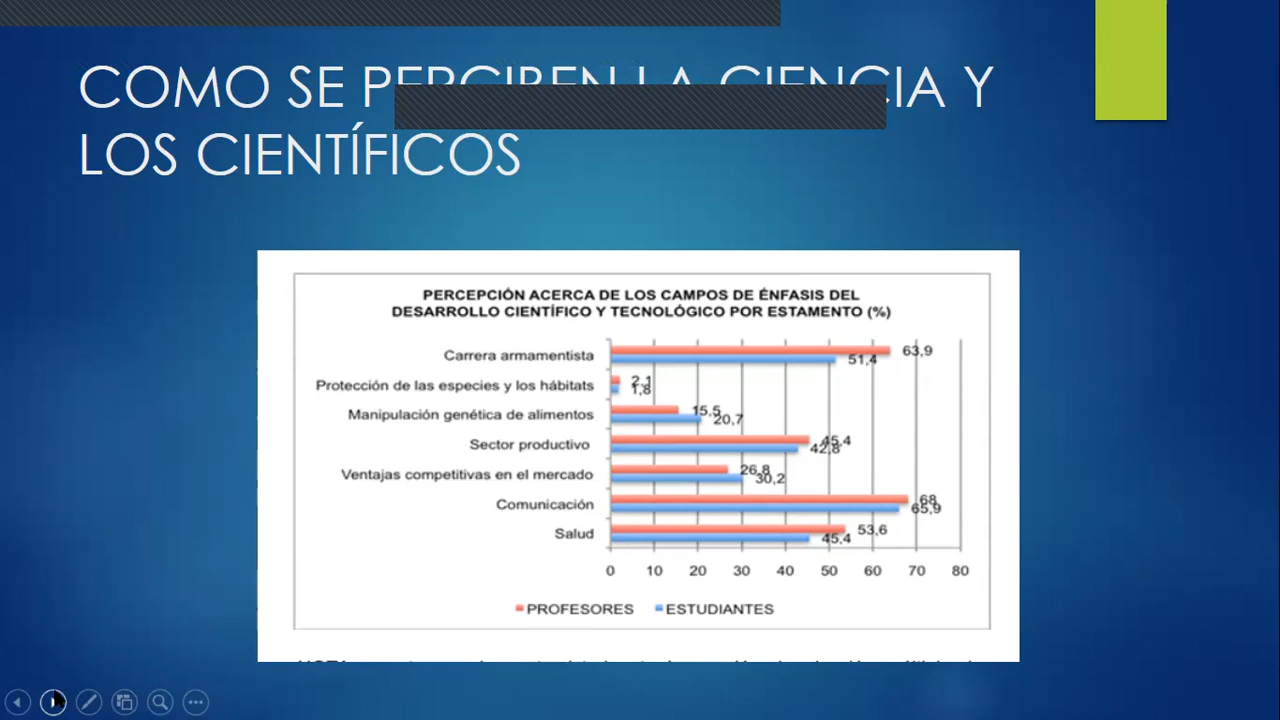 COMO SE PERCIBEN LA CIENCIA Y
LOS CIENTÍFICOS
PERCEPCIÓN ACERCA DE LOS CAMPOS DE ÉNFASIS DEL
DESARROLLO CIENTÍFICO Y TECNOLÓGICO POR ESTAMENTO (%)
Carrera armamentista
63,9
51,4
Protección de las especies y los hábitats
2,1
1,8
Manipulación genética de alimentos
15,5
20,7
Sector productivo
45,4
42,8
Ventajas competitivas en el mercado
26,8
30,2
Comunicación
68
65,9
Salud
53,6
45,4
0 10 20 30 40 50 60 70 80
PROFESORES ESTUDIANTES